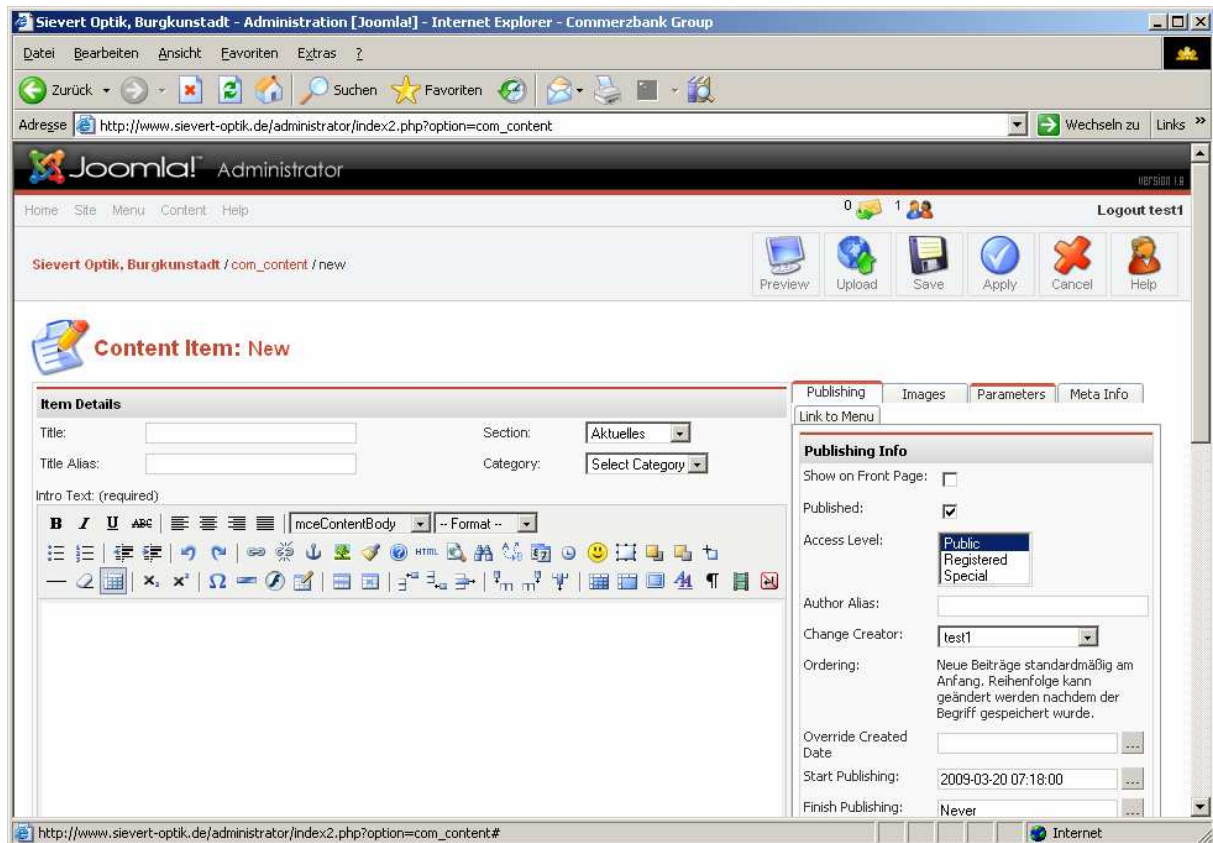 Sievert Optik, Burgkunstadt - Administration [Joomla!] - Internet Explorer - Commerzbank Group
Datei Bearbeiten Ansicht Favoriten Extras ?
Zurück Suchen Favoriten
Adresse http://www.sievert-optik.de/administrator/index2.php?option=com_content Wechseln zu Links »
Joomla!™ Administrator
Home Site Menu Content Help 0 1 Logout test1
Sievert Optik, Burgkunstadt / com_content / new
Preview Upload Save Apply Cancel Help
Content Item: New
Publishing Images Parameters Meta Info
Link to Menu
Item Details
Title: Section: Aktuelles
Title Alias: Category: Select Category
Intro Text: (required)
B I U ABC mceContentBody -- Format --
HTML
Publishing Info
Show on Front Page:
Published:
Access Level: Public
Registered
Special
Author Alias:
Change Creator: test1
Ordering: Neue Beiträge standardmäßig am
Anfang. Reihenfolge kann
geändert werden nachdem der
Begriff gespeichert wurde.
Override Created
Date ...
Start Publishing: 2009-03-20 07:18:00 ...
Finish Publishing: Never ...
http://www.sievert-optik.de/administrator/index2.php?option=com_content# Internet